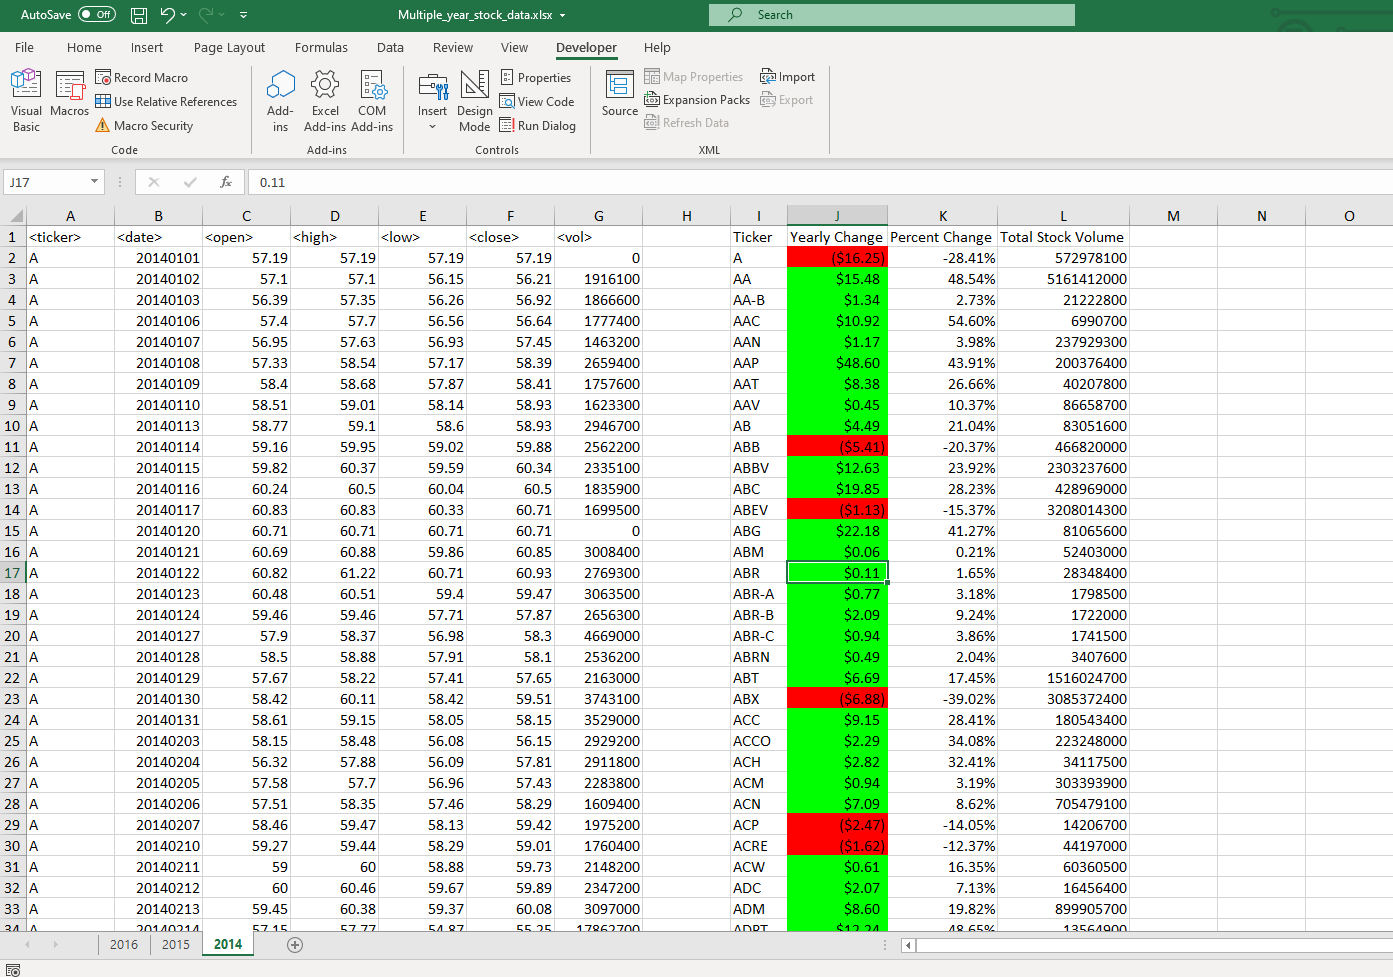 AutoSave Off Multiple_year_stock_data.xlsx Search
File Home Insert Page Layout Formulas Data Review View Developer Help
Visual Basic
Macros
Record Macro
Use Relative References
Macro Security
Code
Add-ins
Excel Add-ins
COM Add-ins
Add-ins
Insert
Design Mode
Properties
View Code
Run Dialog
Controls
Source
Map Properties
Expansion Packs
Refresh Data
Import
Export
XML
J17 fx 0.11
A B C D E F G H I J K L M N O
1 <ticker> <date> <open> <high> <low> <close> <vol> Ticker Yearly Change Percent Change Total Stock Volume
2 A 20140101 57.19 57.19 57.19 57.19 0 A ($16.25) -28.41% 572978100
3 A 20140102 57.1 57.1 56.15 56.21 1916100 AA $15.48 48.54% 5161412000
4 A 20140103 56.39 57.35 56.26 56.92 1866600 AA-B $1.34 2.73% 21222800
5 A 20140106 57.4 57.7 56.56 56.64 1777400 AAC $10.92 54.60% 6990700
6 A 20140107 56.95 57.63 56.93 57.45 1463200 AAN $1.17 3.98% 237929300
7 A 20140108 57.33 58.54 57.17 58.39 2659400 AAP $48.60 43.91% 200376400
8 A 20140109 58.4 58.68 57.87 58.41 1757600 AAT $8.38 26.66% 40207800
9 A 20140110 58.51 59.01 58.14 58.93 1623300 AAV $0.45 10.37% 86658700
10 A 20140113 58.77 59.1 58.6 58.93 2946700 AB $4.49 21.04% 83051600
11 A 20140114 59.16 59.95 59.02 59.88 2562200 ABB ($5.41) -20.37% 466820000
12 A 20140115 59.82 60.37 59.59 60.34 2335100 ABBV $12.63 23.92% 2303237600
13 A 20140116 60.24 60.5 60.04 60.5 1835900 ABC $19.85 28.23% 428969000
14 A 20140117 60.83 60.83 60.33 60.71 1699500 ABEV ($1.13) -15.37% 3208014300
15 A 20140120 60.71 60.71 60.71 60.71 0 ABG $22.18 41.27% 81065600
16 A 20140121 60.69 60.88 59.86 60.85 3008400 ABM $0.06 0.21% 52403000
17 A 20140122 60.82 61.22 60.71 60.93 2769300 ABR $0.11 1.65% 28348400
18 A 20140123 60.48 60.51 59.4 59.47 3063500 ABR-A $0.77 3.18% 1798500
19 A 20140124 59.46 59.46 57.71 57.87 2656300 ABR-B $2.09 9.24% 1722000
20 A 20140127 57.9 58.37 56.98 58.3 4669000 ABR-C $0.94 3.86% 1741500
21 A 20140128 58.5 58.88 57.91 58.1 2536200 ABRN $0.49 2.04% 3407600
22 A 20140129 57.67 58.22 57.41 57.65 2163000 ABT $6.69 17.45% 1516024700
23 A 20140130 58.42 60.11 58.42 59.51 3743100 ABX ($6.88) -39.02% 3085372400
24 A 20140131 58.61 59.15 58.05 58.15 3529000 ACC $9.15 28.41% 180543400
25 A 20140203 58.15 58.48 56.08 56.15 2929200 ACCO $2.29 34.08% 223248000
26 A 20140204 56.32 57.88 56.09 57.81 2911800 ACH $2.82 32.41% 34117500
27 A 20140205 57.58 57.7 56.96 57.43 2283800 ACM $0.94 3.19% 303393900
28 A 20140206 57.51 58.35 57.46 58.29 1609400 ACN $7.09 8.62% 705479100
29 A 20140207 58.46 59.47 58.13 59.42 1975200 ACP ($2.47) -14.05% 14206700
30 A 20140210 59.27 59.44 58.29 59.01 1760400 ACRE ($1.62) -12.37% 44197000
31 A 20140211 59 60 58.88 59.73 2148200 ACW $0.61 16.35% 60360500
32 A 20140212 60 60.46 59.67 59.89 2347200 ADC $2.07 7.13% 16456400
33 A 20140213 59.45 60.38 59.37 60.08 3097000 ADM $8.60 19.82% 899905700
34 A 20140214 57.15 57.77 54.87 55.25 17862700 ADPT $12.24 48.65% 13564900
2016 2015 2014